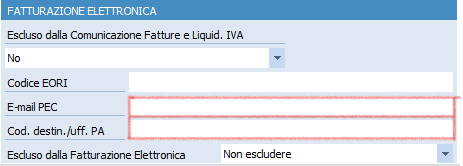 FATTURAZIONE ELETTRONICA
Escluso dalla Comunicazione Fatture e Liquid. IVA
No
Codice EORI
E-mail PEC
Cod. destin./uff. PA
Escluso dalla Fatturazione Elettronica Non escludere